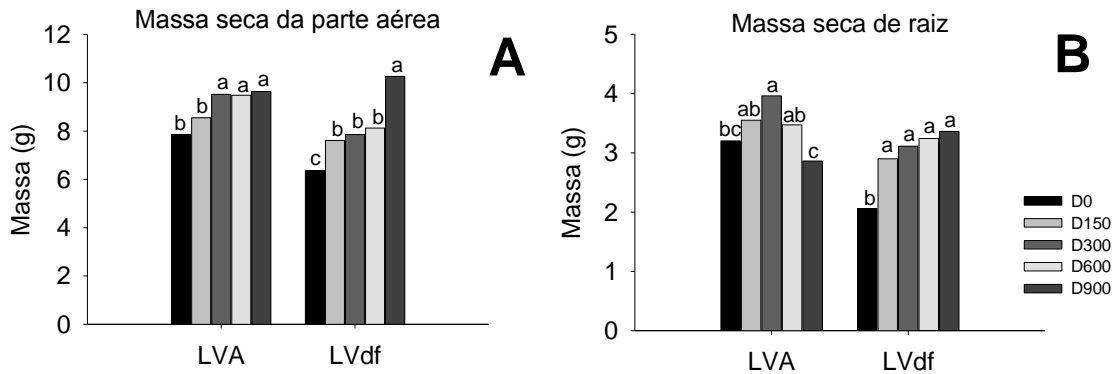 Massa seca da parte aérea
A
12
10
8
6
4
2
0
Massa (g)
b b a a a
c b b b a
LVA LVdf
Massa seca de raiz
B
5
4
3
2
1
0
Massa (g)
bc ab a ab c
b a a a a
LVA LVdf
D0
D150
D300
D600
D900